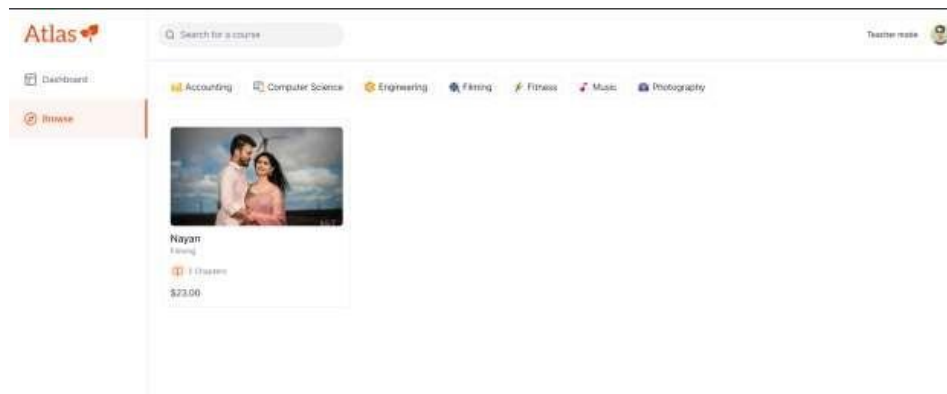 Atlas
Search for a course
Teacher mode
Dashboard
Browse
Accounting
Computer Science
Engineering
Filming
Fitness
Music
Photography
Nayan
Filming
Chapters
$23.00